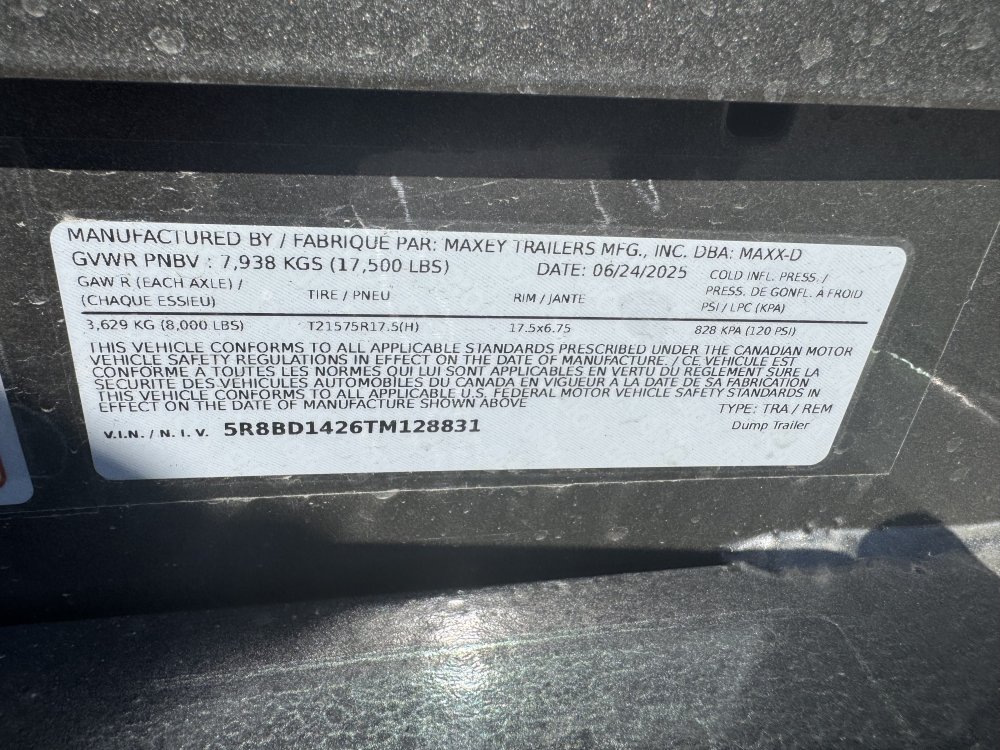 MANUFACTURED BY / FABRIQUE PAR: MAXEY TRAILERS MFG., INC. DBA: MAXX-D
GVWR PNBV : 7,938 KGS (17,500 LBS) DATE: 06/24/2025
GAW R (EACH AXLE) / (CHAQUE ESSIEU) TIRE / PNEU RIM / JANTE COLD INFL. PRESS. / PRESS. DE GONFL. A FROID PSI / LPC (KPA)
3,629 KG (8,000 LBS) T21575R17.5(H) 17.5x6.75 828 KPA (120 PSI)
THIS VEHICLE CONFORMS TO ALL APPLICABLE STANDARDS PRESCRIBED UNDER THE CANADIAN MOTOR
VEHICLE SAFETY REGULATIONS IN EFFECT ON THE DATE OF MANUFACTURE. / CE VEHICULE EST
CONFORME A TOUTES LES NORMES QUI LUI SONT APPLICABLES EN VERTU DU REGLEMENT SURE LA
SECURITE DES VEHICULES AUTOMOBILES DU CANADA EN VIGUEUR A LA DATE DE SA FABRICATION
THIS VEHICLE CONFORMS TO ALL APPLICABLE U.S. FEDERAL MOTOR VEHICLE SAFETY STANDARDS IN
EFFECT ON THE DATE OF MANUFACTURE SHOWN ABOVE
TYPE: TRA / REM
V.I.N. / N. I. V. 5R8BD1426TM128831 Dump Trailer